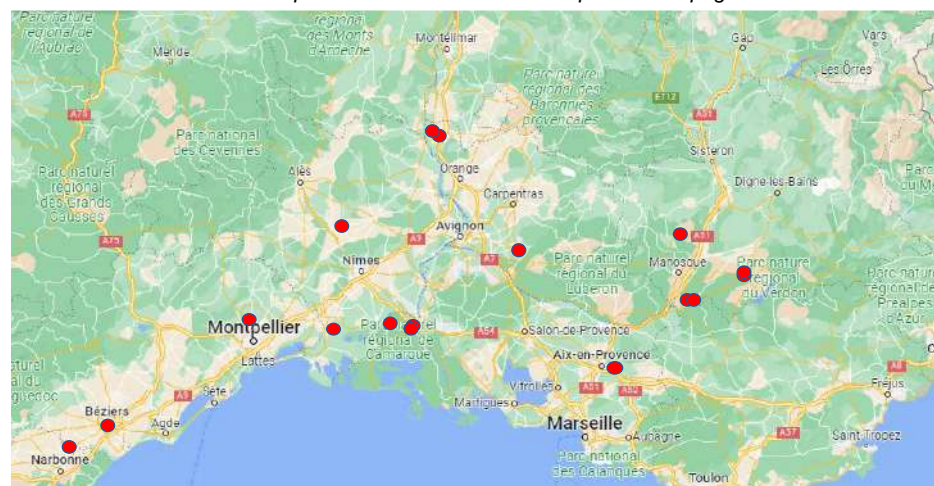 Parc naturel
régional de
l'Aubrac
Mende
régional
des Monts
d'Ardèche
Montélimar
Gap
Vars
Les Orres
Parc naturel
régional des
Baronnies
provençales
E712
A51
A75
Parc national
des Cévennes
Sisteron
Parc naturel
régional
des Grands
Causses
Alès
Orange
Carpentras
Digne-les-Bains
Parc
A75
A9
Avignon
A7
A51
Nîmes
Parc naturel
régional du
Luberon
Manosque
Parc naturel
régional
du Verdon
Parc naturel
régional de
Préalpes
d'Azur
Montpellier
Lattes
Parc naturel
régional de
Camargue
A54
Salon-de-Provence
Aix-en-Provence
A8
Sète
A9
Vitrolles
A51
A52
Fréjus
Béziers
Agde
Martigues
Marseille
Aubagne
A57
Saint-Tropez
Narbonne
Parc national
des Calanques
Toulon